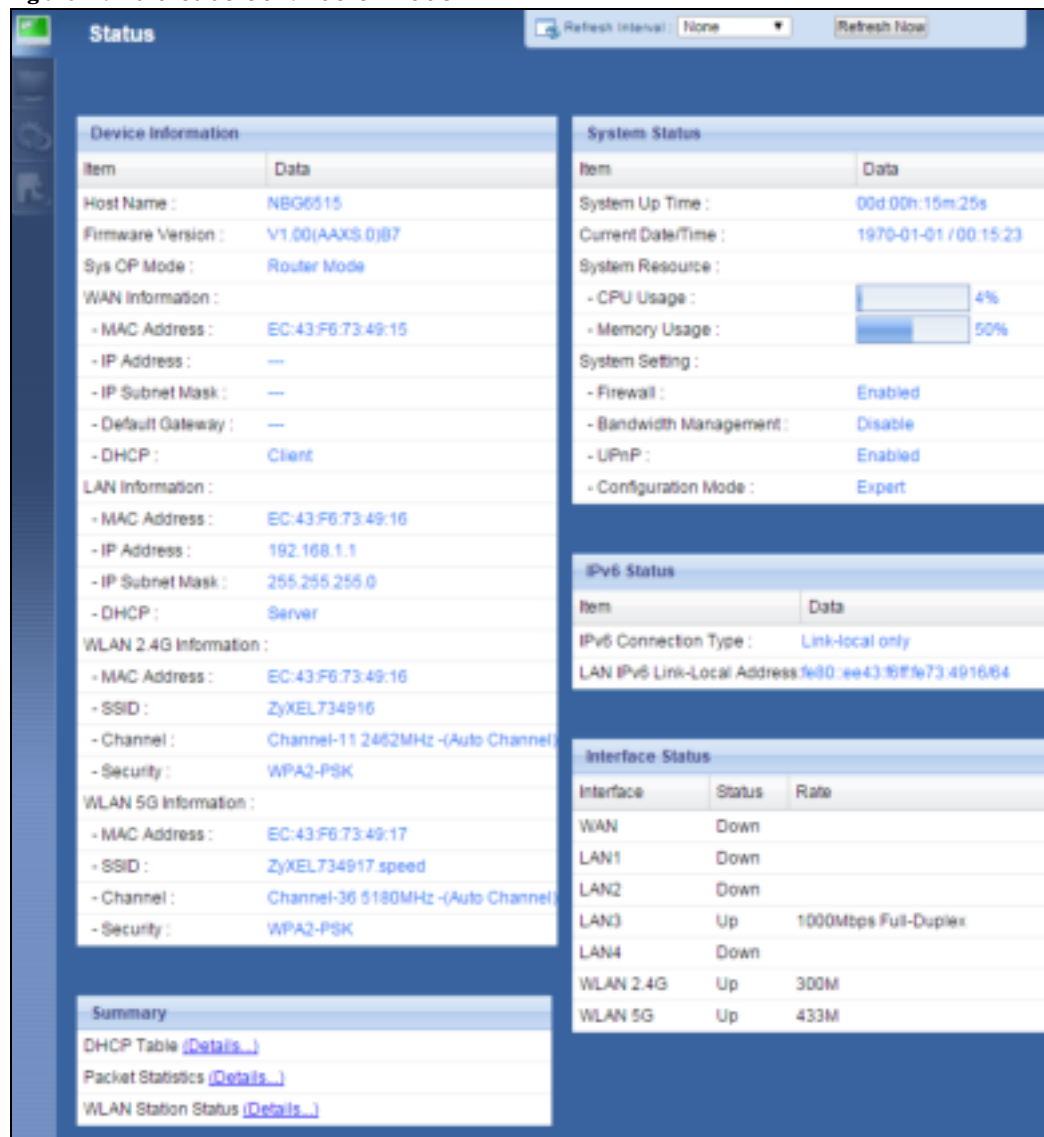 Status
Refresh Interval: None
Refresh Now
Device Information
Item Data
Host Name : NBG6515
Firmware Version : V1.00(AAXS.0)B7
Sys OP Mode : Router Mode
WAN Information :
- MAC Address : EC:43:F6:73:49:15
- IP Address : ---
- IP Subnet Mask : ---
- Default Gateway : ---
- DHCP : Client
LAN Information :
- MAC Address : EC:43:F6:73:49:16
- IP Address : 192.168.1.1
- IP Subnet Mask : 255.255.255.0
- DHCP : Server
WLAN 2.4G Information :
- MAC Address : EC:43:F6:73:49:16
- SSID : ZyXEL734916
- Channel : Channel-11 2462MHz -(Auto Channel)
- Security : WPA2-PSK
WLAN 5G Information :
- MAC Address : EC:43:F6:73:49:17
- SSID : ZyXEL734917.speed
- Channel : Channel-36 5180MHz -(Auto Channel)
- Security : WPA2-PSK
Summary
DHCP Table (Details...)
Packet Statistics (Details...)
WLAN Station Status (Details...)
System Status
Item Data
System Up Time : 00d:00h:15m:25s
Current Date/Time : 1970-01-01 / 00:15:23
System Resource :
- CPU Usage : 4%
- Memory Usage : 50%
System Setting :
- Firewall : Enabled
- Bandwidth Management : Disable
- UPnP : Enabled
- Configuration Mode : Expert
IPv6 Status
Item Data
IPv6 Connection Type : Link-local only
LAN IPv6 Link-Local Address:fe80::ee43:f6ff:fe73:4916/64
Interface Status
Interface Status Rate
WAN Down
LAN1 Down
LAN2 Down
LAN3 Up 1000Mbps Full-Duplex
LAN4 Down
WLAN 2.4G Up 300M
WLAN 5G Up 433M